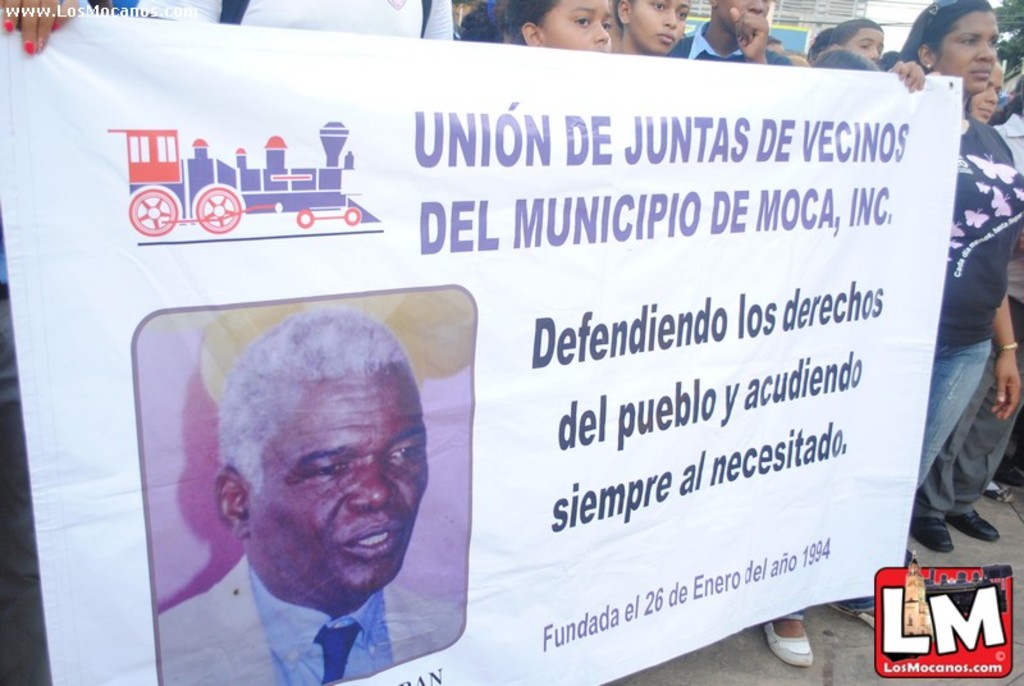 www.LosMocanos.com
UNIÓN DE JUNTAS DE VECINOS
DEL MUNICIPIO DE MOCA, INC.
Defendiendo los derechos
del pueblo y acudiendo
siempre al necesitado.
Fundada el 26 de Enero del año 1994
LM
LosMocanos.com